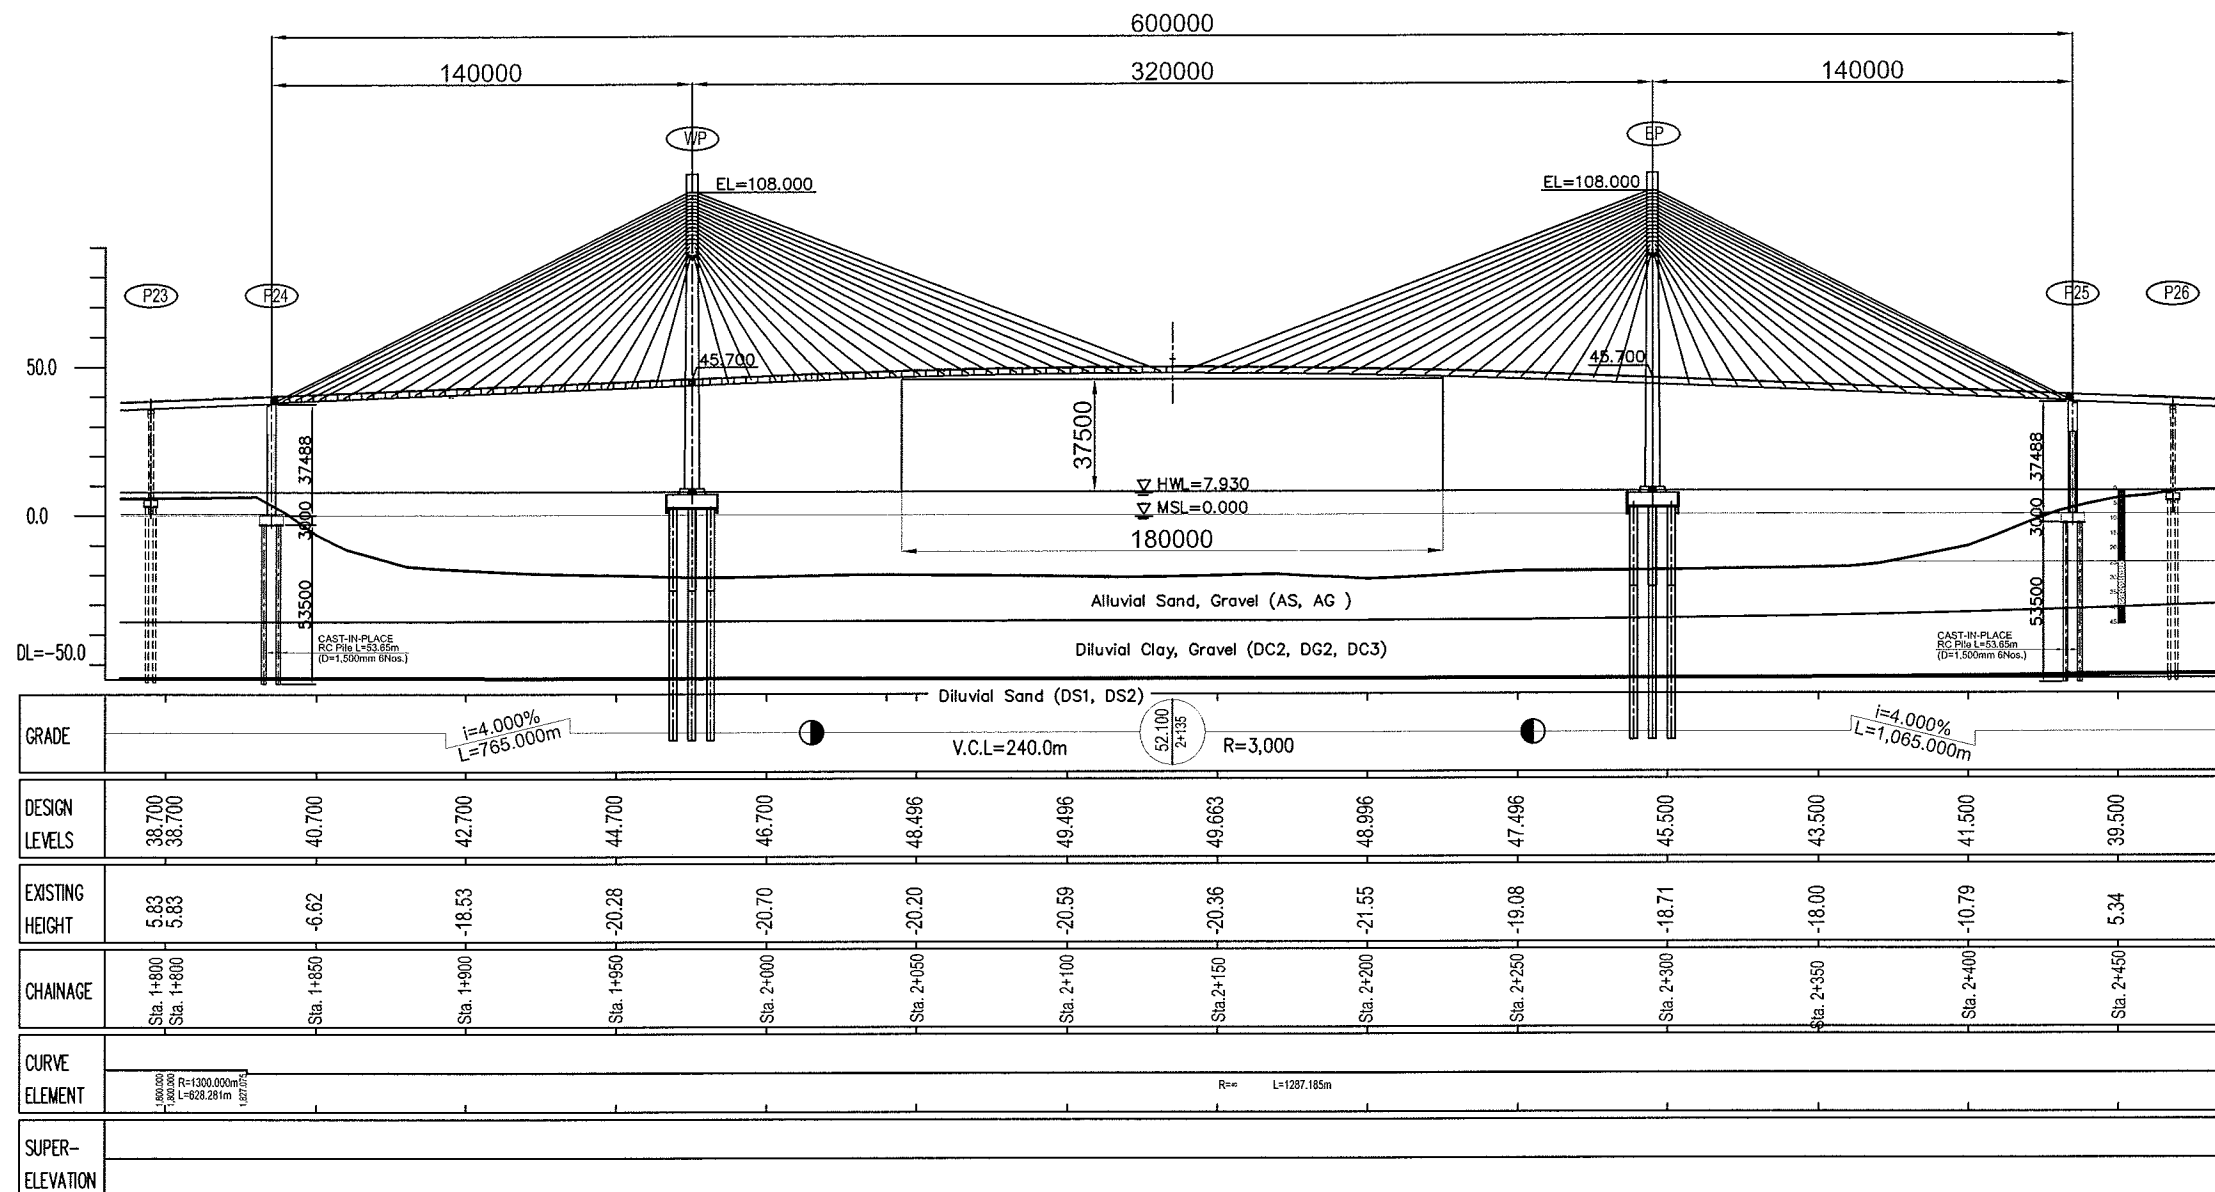 600000
140000
320000
140000
WP
EP
EL=108.000
EL=108.000
P23
P24
P25
P26
45.700
45.700
50.0
0.0
DL=-50.0
37488
3000
53500
37500
HWL=7.930
MSL=0.000
180000
37488
3000
53500
Alluvial Sand, Gravel (AS, AG )
Diluvial Clay, Gravel (DC2, DG2, DC3)
Diluvial Sand (DS1, DS2)
CAST-IN-PLACE
RC Pile L=53.65m
(D=1,500mm 6Nos.)
CAST-IN-PLACE
RC Pile L=53.65m
(D=1,500mm 6Nos.)
GRADE
i=4.000%
L=765.000m
V.C.L=240.0m
52.100
2+135
R=3,000
i=4.000%
L=1,065.000m
DESIGN
LEVELS
38.700
38.700
40.700
42.700
44.700
46.700
48.496
49.496
49.663
48.996
47.496
45.500
43.500
41.500
39.500
EXISTING
HEIGHT
5.83
5.83
-6.62
-18.53
-20.28
-20.70
-20.20
-20.59
-20.36
-21.55
-19.08
-18.71
-18.00
-10.79
5.34
CHAINAGE
Sta. 1+800
Sta. 1+800
Sta. 1+850
Sta. 1+900
Sta. 1+950
Sta. 2+000
Sta. 2+050
Sta. 2+100
Sta.2+150
Sta. 2+200
Sta. 2+250
Sta. 2+300
Sta. 2+350
Sta. 2+400
Sta. 2+450
CURVE
ELEMENT
1,800.000
1,800.000
R=1300.000m
L=628.281m
1,827.075
R=∞
L=1287.185m
SUPER-
ELEVATION